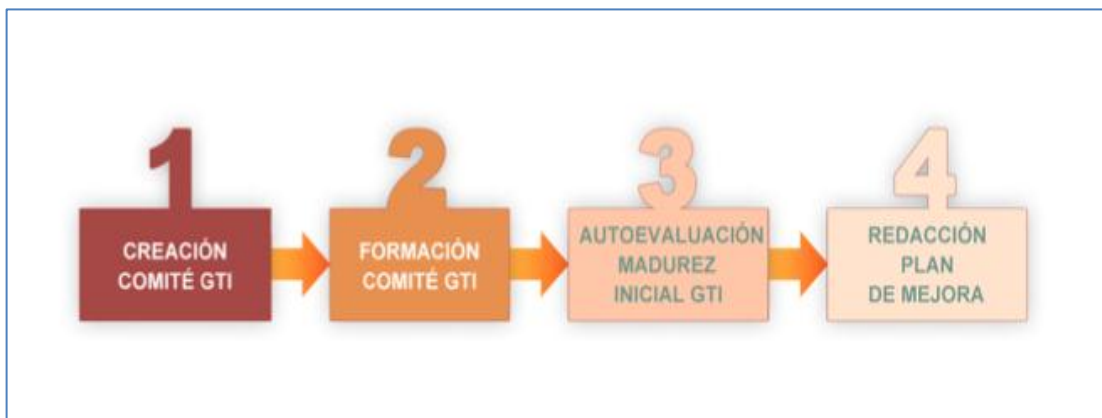 1
CREACIÓN
COMITÉ GTI
2
FORMACIÓN
COMITÉ GTI
3
AUTOEVALUACIÓN
MADUREZ
INICIAL GTI
4
REDACCIÓN
PLAN
DE MEJORA